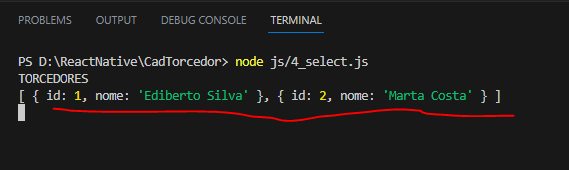 PROBLEMS OUTPUT DEBUG CONSOLE TERMINAL
PS D:\ReactNative\CadTorcedor> node js/4_select.js
TORCEDORES
[ { id: 1, nome: 'Ediberto Silva' }, { id: 2, nome: 'Marta Costa' } ]